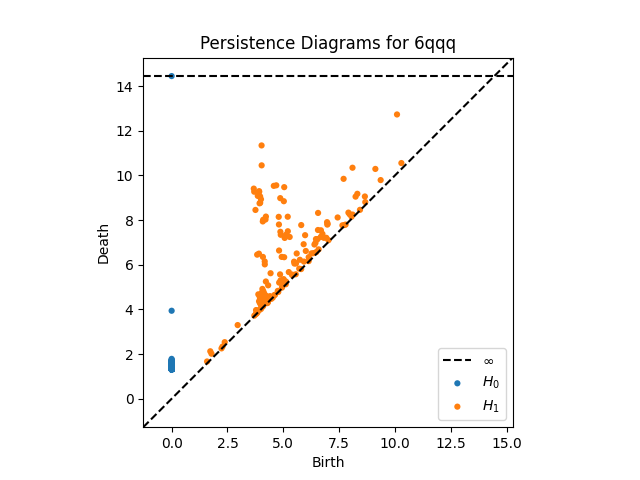 Persistence Diagrams for 6qqq
14
12
10
8
6
4
2
0
Death
0.0 2.5 5.0 7.5 10.0 12.5 15.0
Birth
∞
H₀
H₁